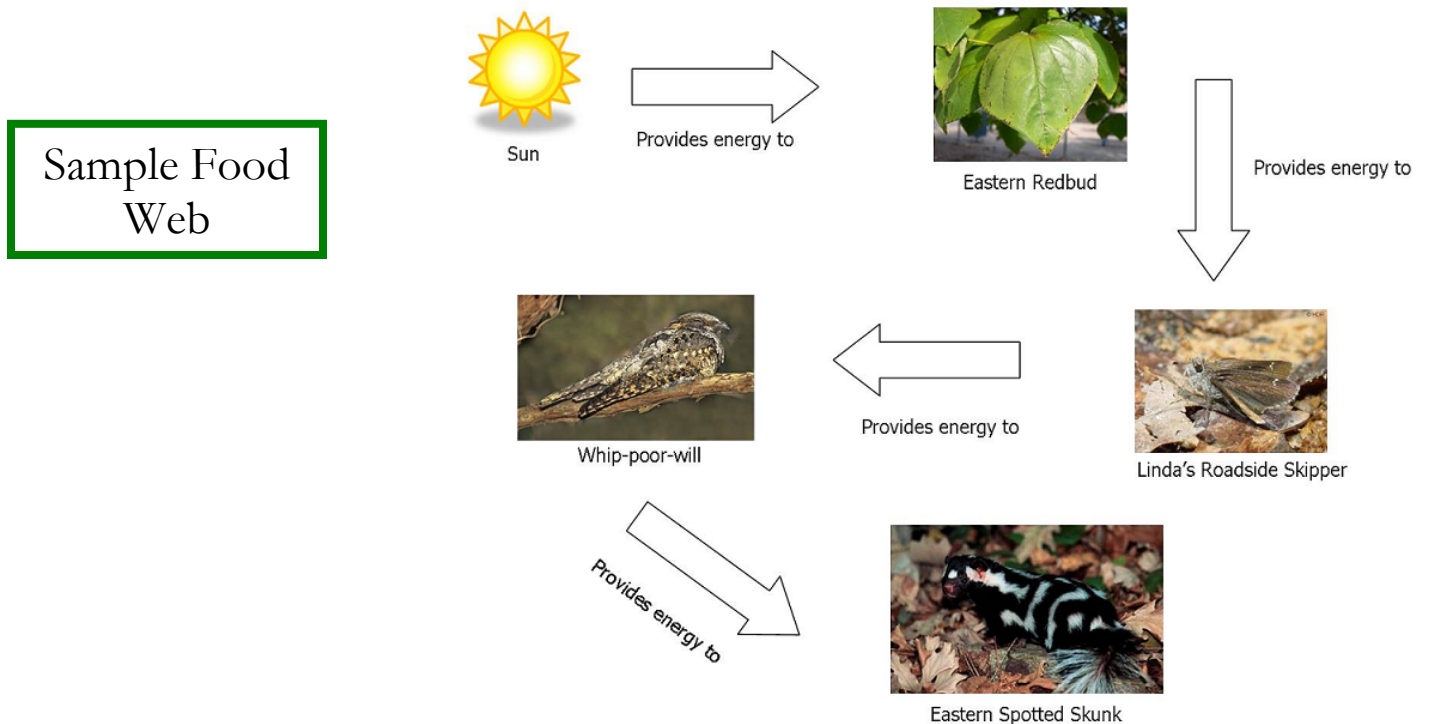 Sample Food
Web
Sun
Provides energy to
Eastern Redbud
Provides energy to
Linda's Roadside Skipper
Provides energy to
Whip-poor-will
Provides energy to
Eastern Spotted Skunk